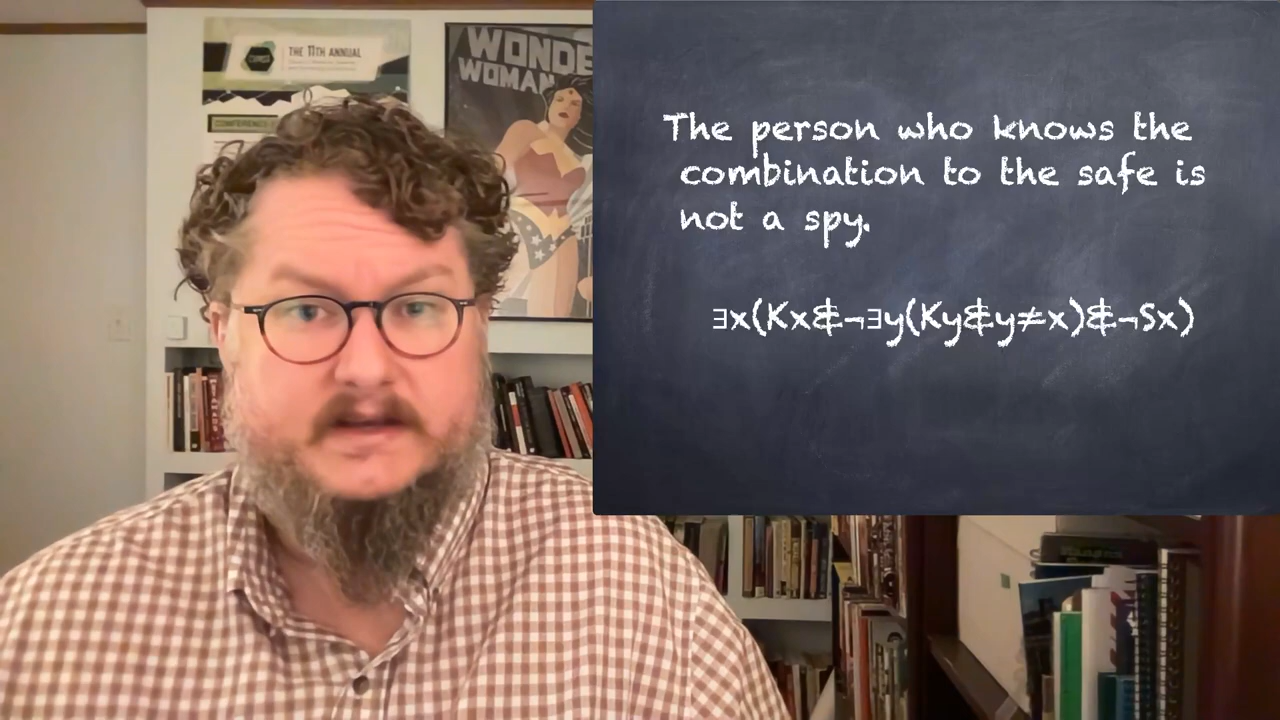 THE 11TH ANNUAL
CONFERENCE
WONDE
WOMAN
The person who knows the
combination to the safe is
not a spy.
∃x(Kx&¬∃y(Ky&y≠x)&¬Sx)